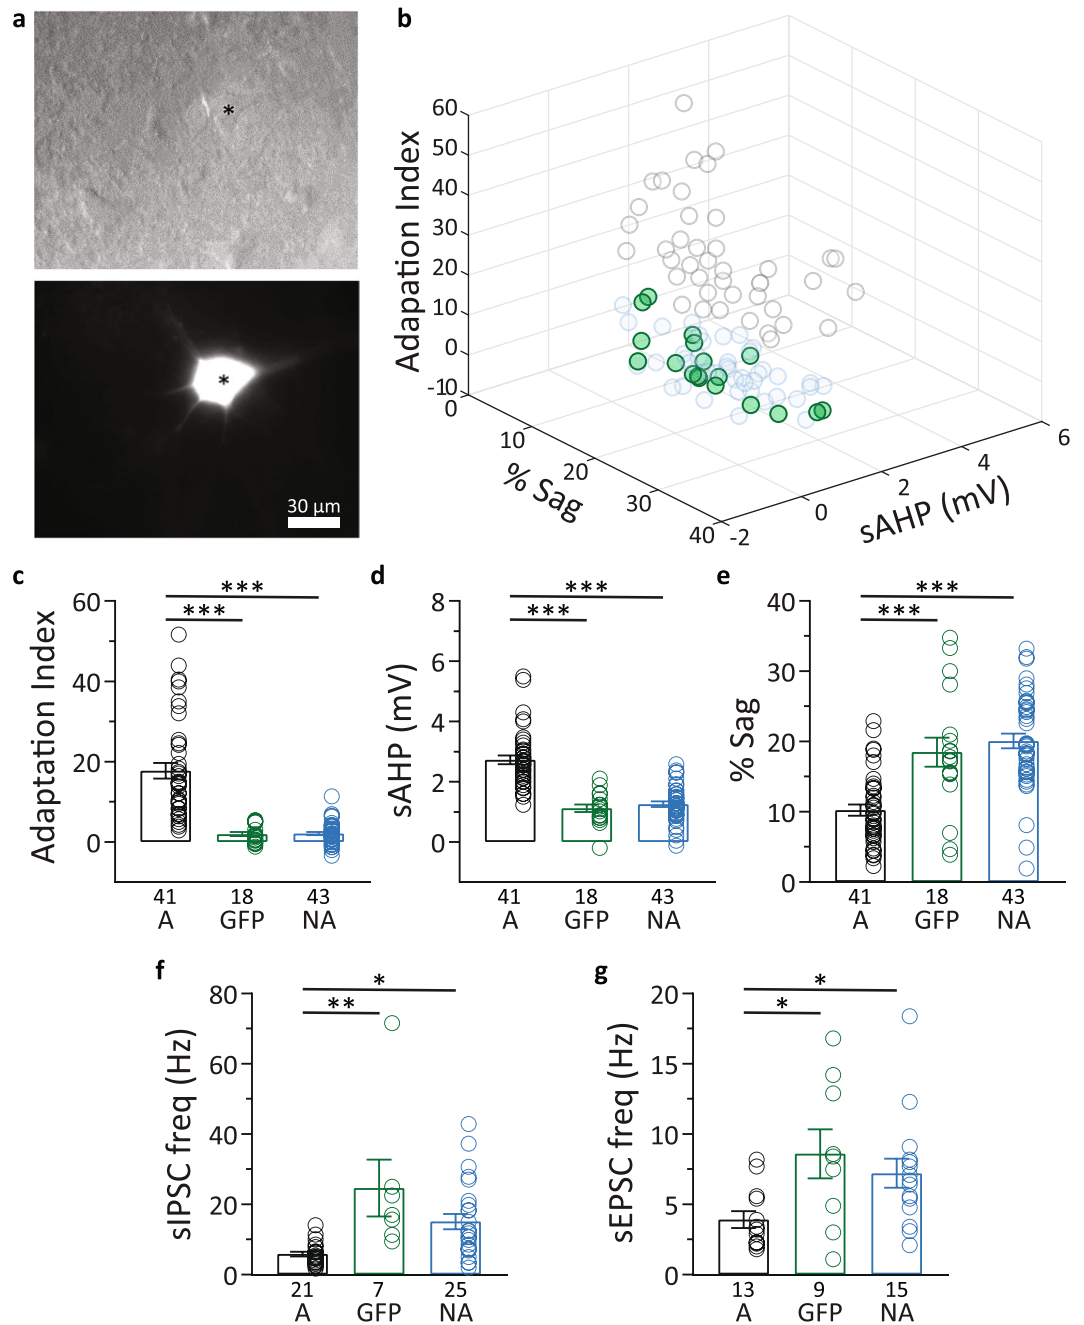 a
*
*
30 µm
b
Adapation Index
60
50
40
30
20
10
0
-10
0
10
20
30
40
% Sag
-2
0
2
4
6
sAHP (mV)
c
Adaptation Index
60
40
20
0
***
***
41 18 43
A GFP NA
d
sAHP (mV)
8
6
4
2
0
***
***
41 18 43
A GFP NA
e
% Sag
40
30
20
10
0
***
***
41 18 43
A GFP NA
f
sIPSC freq (Hz)
80
60
40
20
0
*
**
21 7 25
A GFP NA
g
sEPSC freq (Hz)
20
15
10
5
0
*
*
13 9 15
A GFP NA